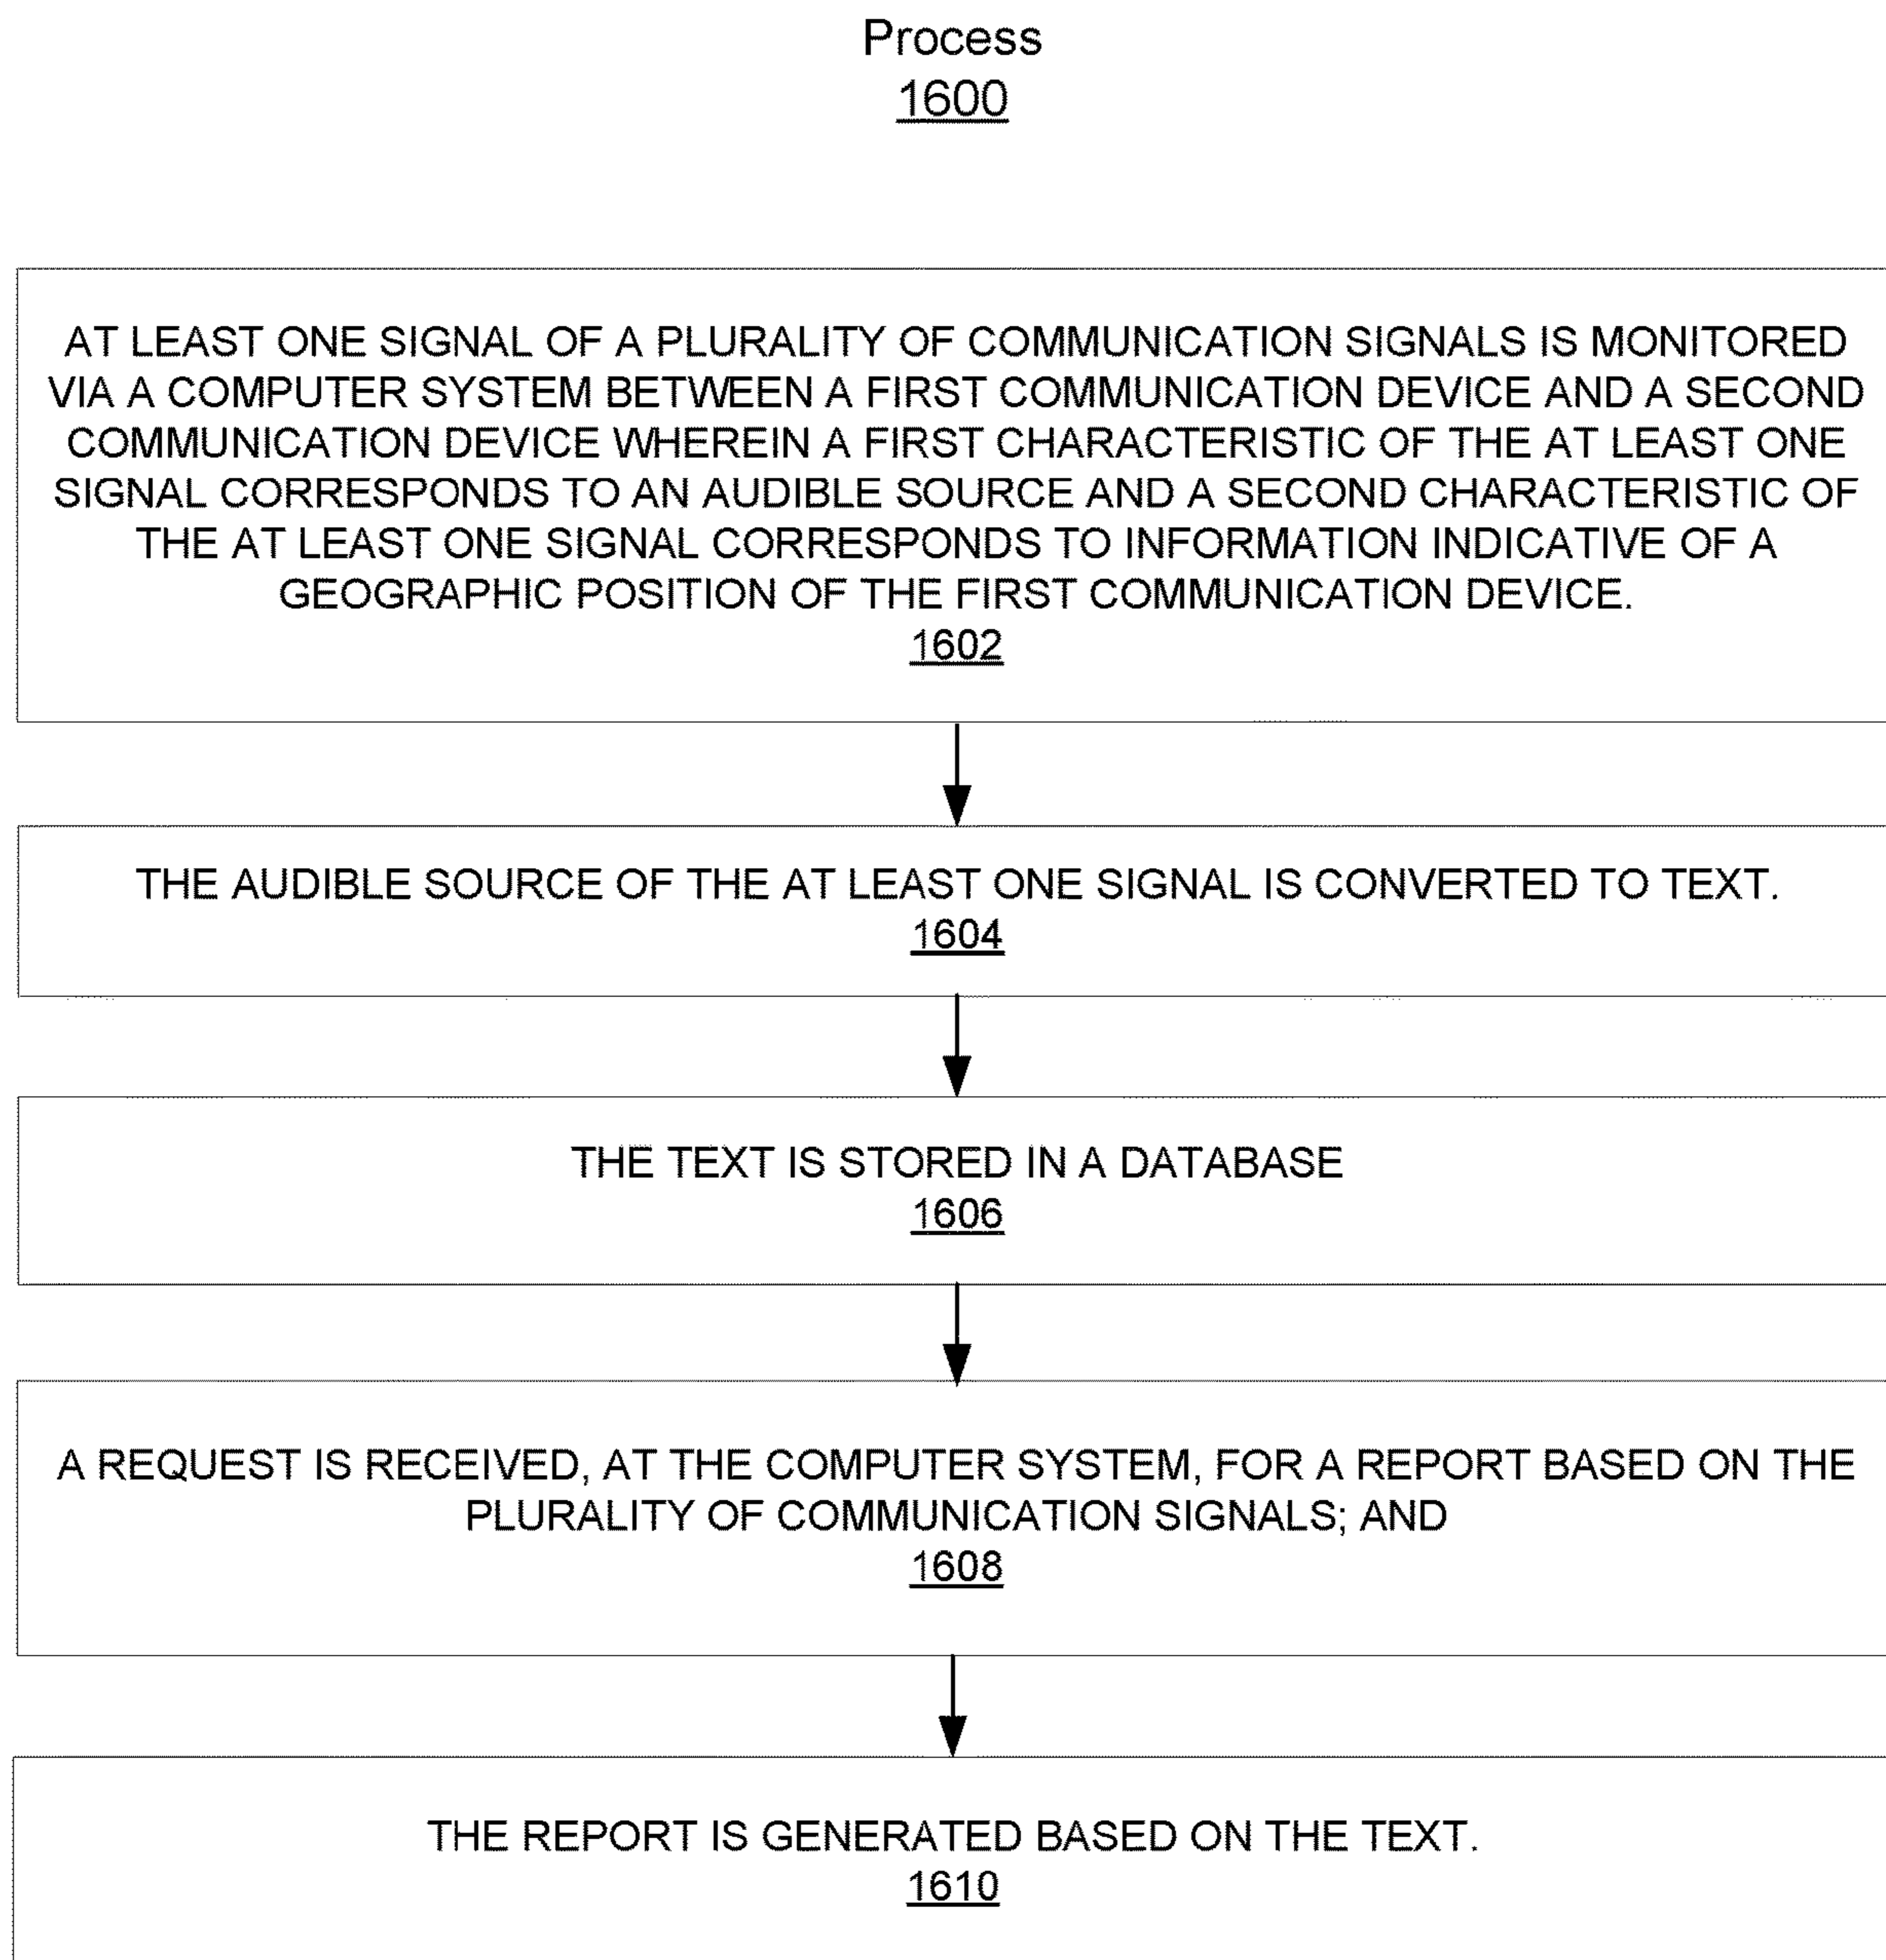 Process
1600
AT LEAST ONE SIGNAL OF A PLURALITY OF COMMUNICATION SIGNALS IS MONITORED
VIA A COMPUTER SYSTEM BETWEEN A FIRST COMMUNICATION DEVICE AND A SECOND
COMMUNICATION DEVICE WHEREIN A FIRST CHARACTERISTIC OF THE AT LEAST ONE
SIGNAL CORRESPONDS TO AN AUDIBLE SOURCE AND A SECOND CHARACTERISTIC OF
THE AT LEAST ONE SIGNAL CORRESPONDS TO INFORMATION INDICATIVE OF A
GEOGRAPHIC POSITION OF THE FIRST COMMUNICATION DEVICE.
1602
THE AUDIBLE SOURCE OF THE AT LEAST ONE SIGNAL IS CONVERTED TO TEXT.
1604
THE TEXT IS STORED IN A DATABASE
1606
A REQUEST IS RECEIVED, AT THE COMPUTER SYSTEM, FOR A REPORT BASED ON THE
PLURALITY OF COMMUNICATION SIGNALS; AND
1608
THE REPORT IS GENERATED BASED ON THE TEXT.
1610